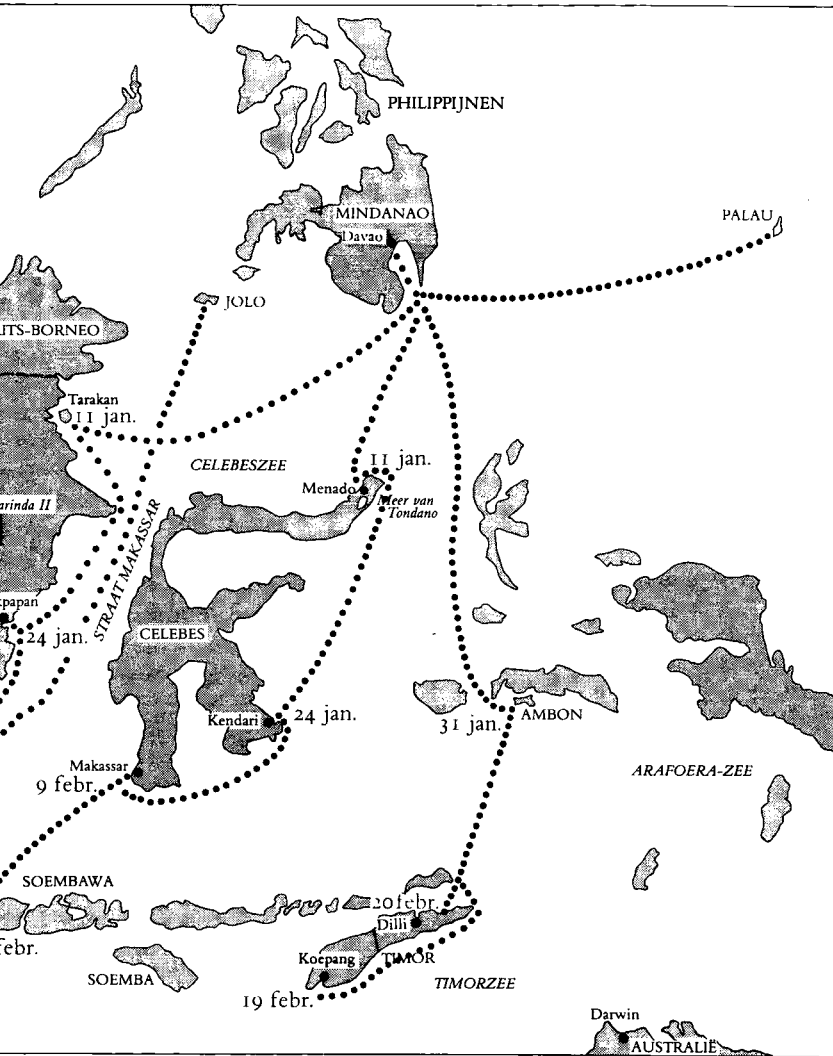 PHILIPPIJNEN
MINDANAO
PALAU
Davao
JOLO
ITS-BORNEO
Tarakan
11 jan.
CELEBESZEE
11 jan.
Menado
Meer van
Tondano
arinda II
STRAAT MAKASSAR
papan
24 jan.
CELEBES
Kendari
24 jan.
31 jan.
AMBON
Makassar
9 febr.
ARAFOERA-ZEE
SOEMBAWA
20 febr.
Dilli
febr.
Koepang
TIMOR
SOEMBA
TIMORZEE
19 febr.
Darwin
AUSTRALIË